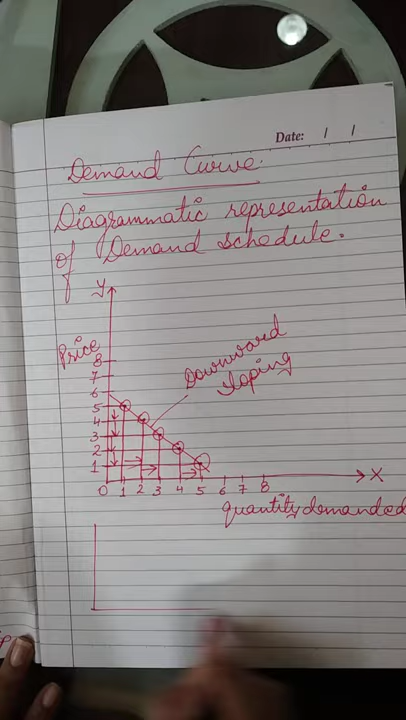 Date: / /
Demand Curve.
Diagrammatic representation
of Demand schedule.
Y
Price
8
7
6
5
4
3
2
1
Downward
sloping
0 1 2 3 4 5 6 7 8
X
quantity demanded